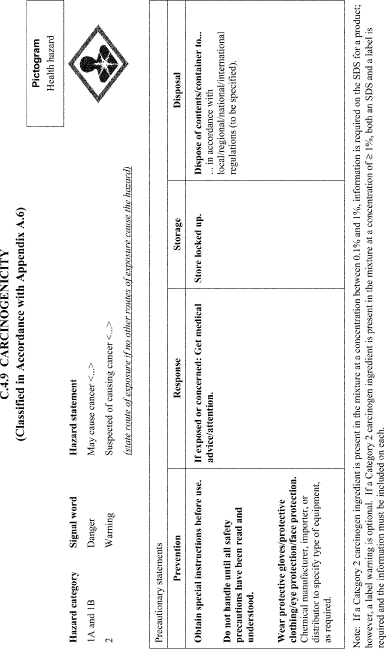 C.4.9 CARCINOGENICITY
(Classified in Accordance with Appendix A.6)
Pictogram
Health hazard
Hazard category Signal word Hazard statement
1A and 1B Danger May cause cancer <...>
2 Warning Suspected of causing cancer <...>
(state route of exposure if no other routes of exposure cause the hazard)
Precautionary statements
Prevention Response Storage Disposal
Obtain special instructions before use.
Do not handle until all safety
precautions have been read and
understood.
Wear protective gloves/protective
clothing/eye protection/face protection.
Chemical manufacturer, importer, or
distributor to specify type of equipment,
as required.
If exposed or concerned: Get medical
advice/attention.
Store locked up.
Dispose of contents/container to...
... in accordance with
local/regional/national/international
regulations (to be specified).
Note: If a Category 2 carcinogen ingredient is present in the mixture at a concentration between 0.1% and 1%, information is required on the SDS for a product;
however, a label warning is optional. If a Category 2 carcinogen ingredient is present in the mixture at a concentration of ≥ 1%, both an SDS and a label is
required and the information must be included on each.